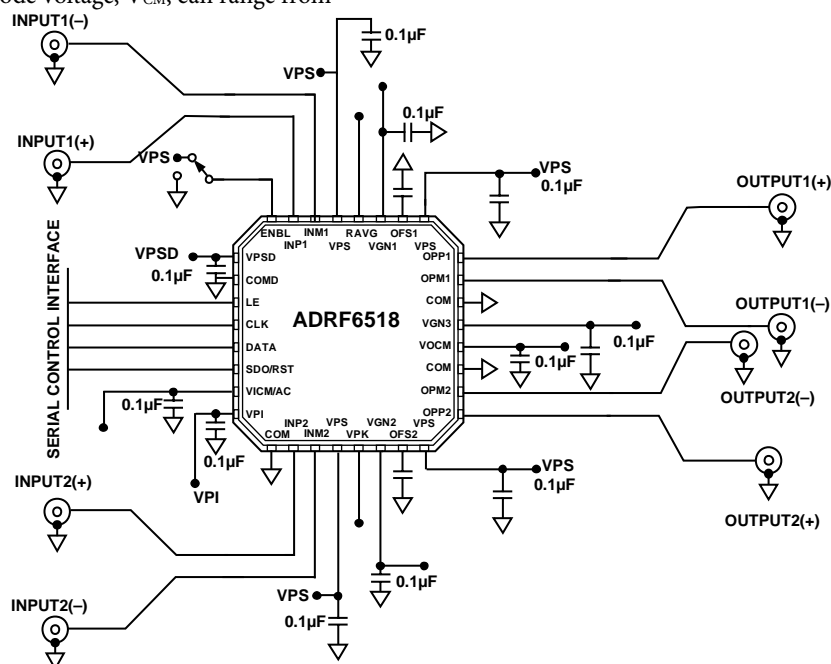 ode voltage, VCM, can range from
INPUT1(–)
0.1µF
VPS
0.1µF
INPUT1(+)
VPS
VPS
0.1µF
OUTPUT1(+)
ENBL
INP1
INM1
VPS
RAVG
VGN1
OFS1
VPS
VPSD
0.1µF
VPSD
COMD
LE
CLK
DATA
SDO/RST
VICM/AC
VPI
SERIAL CONTROL INTERFACE
ADRF6518
OPP1
OPM1
COM
VGN3
VOCM
COM
OPM2
OPP2
OUTPUT1(–)
0.1µF
0.1µF
OUTPUT2(–)
0.1µF
0.1µF
COM
INP2
INM2
VPS
VPK
VGN2
OFS2
VPS
VPI
VPS
0.1µF
INPUT2(+)
OUTPUT2(+)
0.1µF
VPS
0.1µF
INPUT2(–)